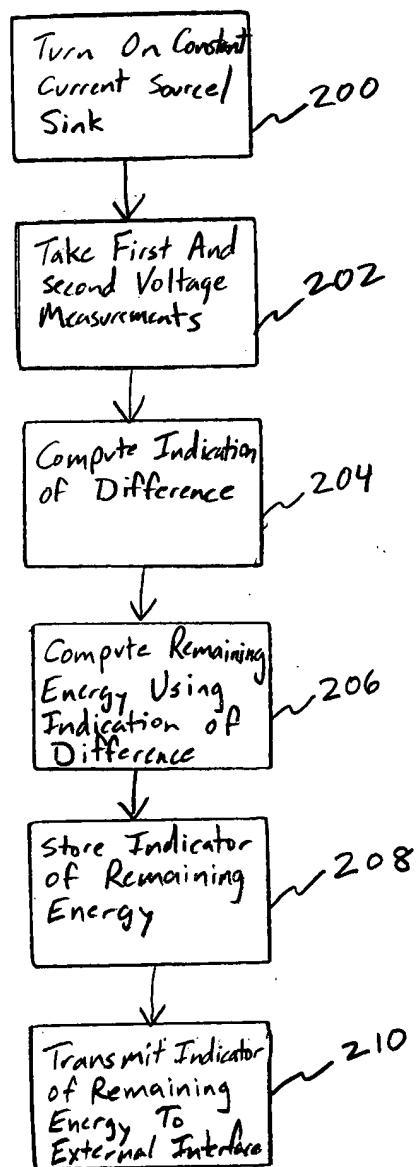 Turn On Constant
Current Source/
Sink
200
Take First And
second Voltage
Measurements
202
Compute Indication
of Difference
204
Compute Remaining
Energy Using
Indication of
Difference
206
Store Indicator
of Remaining
Energy
208
Transmit Indicator
of Remaining
Energy To
External Interface
210